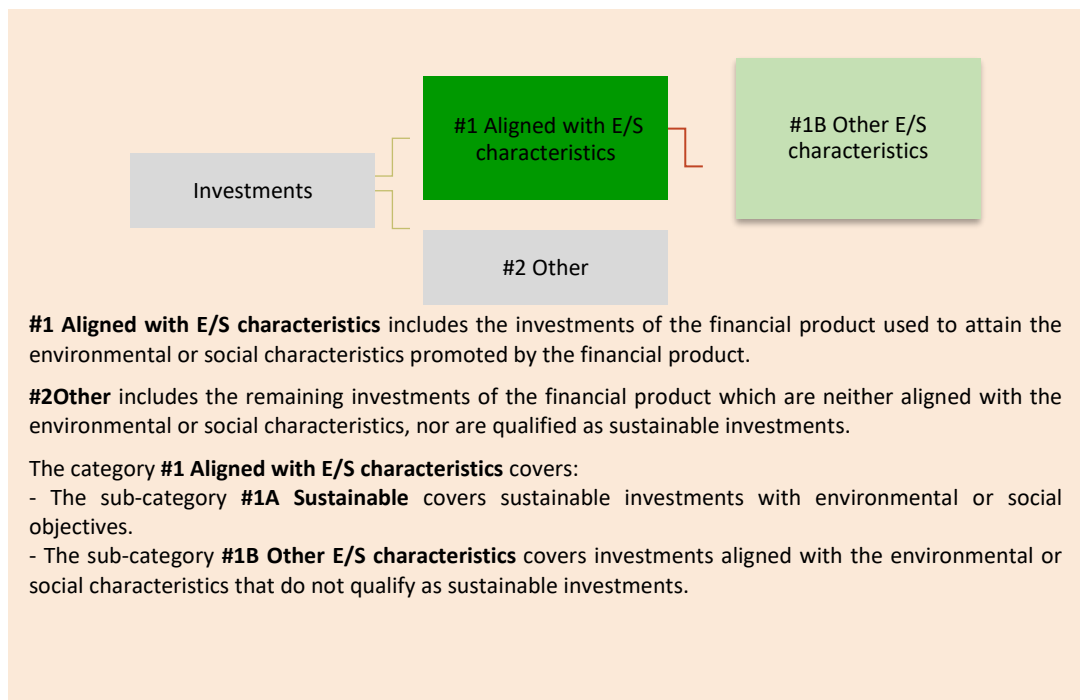 #1 Aligned with E/S
characteristics
#1B Other E/S
characteristics
Investments
#2 Other
#1 Aligned with E/S characteristics includes the investments of the financial product used to attain the
environmental or social characteristics promoted by the financial product.
#2Other includes the remaining investments of the financial product which are neither aligned with the
environmental or social characteristics, nor are qualified as sustainable investments.
The category #1 Aligned with E/S characteristics covers:
- The sub-category #1A Sustainable covers sustainable investments with environmental or social
objectives.
- The sub-category #1B Other E/S characteristics covers investments aligned with the environmental or
social characteristics that do not qualify as sustainable investments.